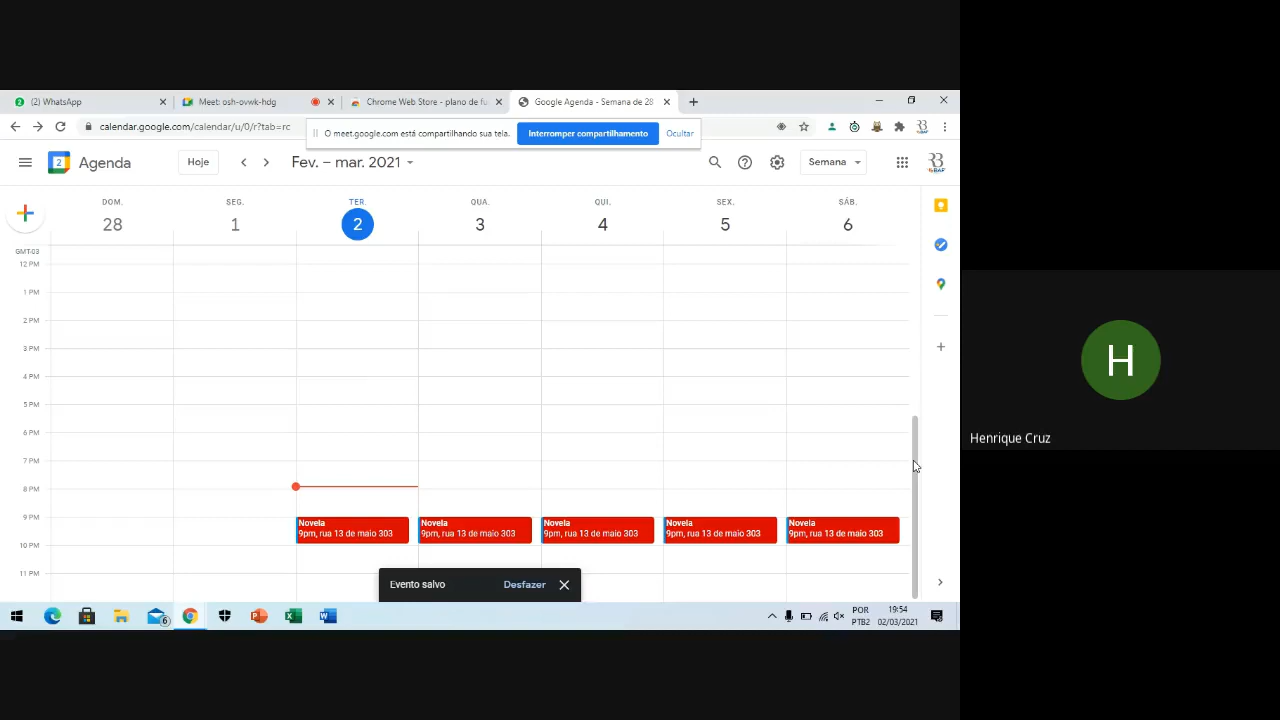 (2) WhatsApp
Meet: osh-ovwk-hdg
Chrome Web Store - plano de fu
Google Agenda - Semana de 28
calendar.google.com/calendar/u/0/r?tab=rc
O meet.google.com está compartilhando sua tela.
Interromper compartilhamento
Ocultar
2
Agenda
Hoje
Fev. – mar. 2021
Semana
DOM.
SEG.
TER.
QUA.
QUI.
SEX.
SÁB.
28
1
2
3
4
5
6
GMT-03
12 PM
1 PM
2 PM
3 PM
4 PM
5 PM
6 PM
7 PM
8 PM
9 PM
10 PM
11 PM
Novela
9pm, rua 13 de maio 303
Novela
9pm, rua 13 de maio 303
Novela
9pm, rua 13 de maio 303
Novela
9pm, rua 13 de maio 303
Novela
9pm, rua 13 de maio 303
Evento salvo
Desfazer
6
POR
PTB2
19:54
02/03/2021
H
Henrique Cruz